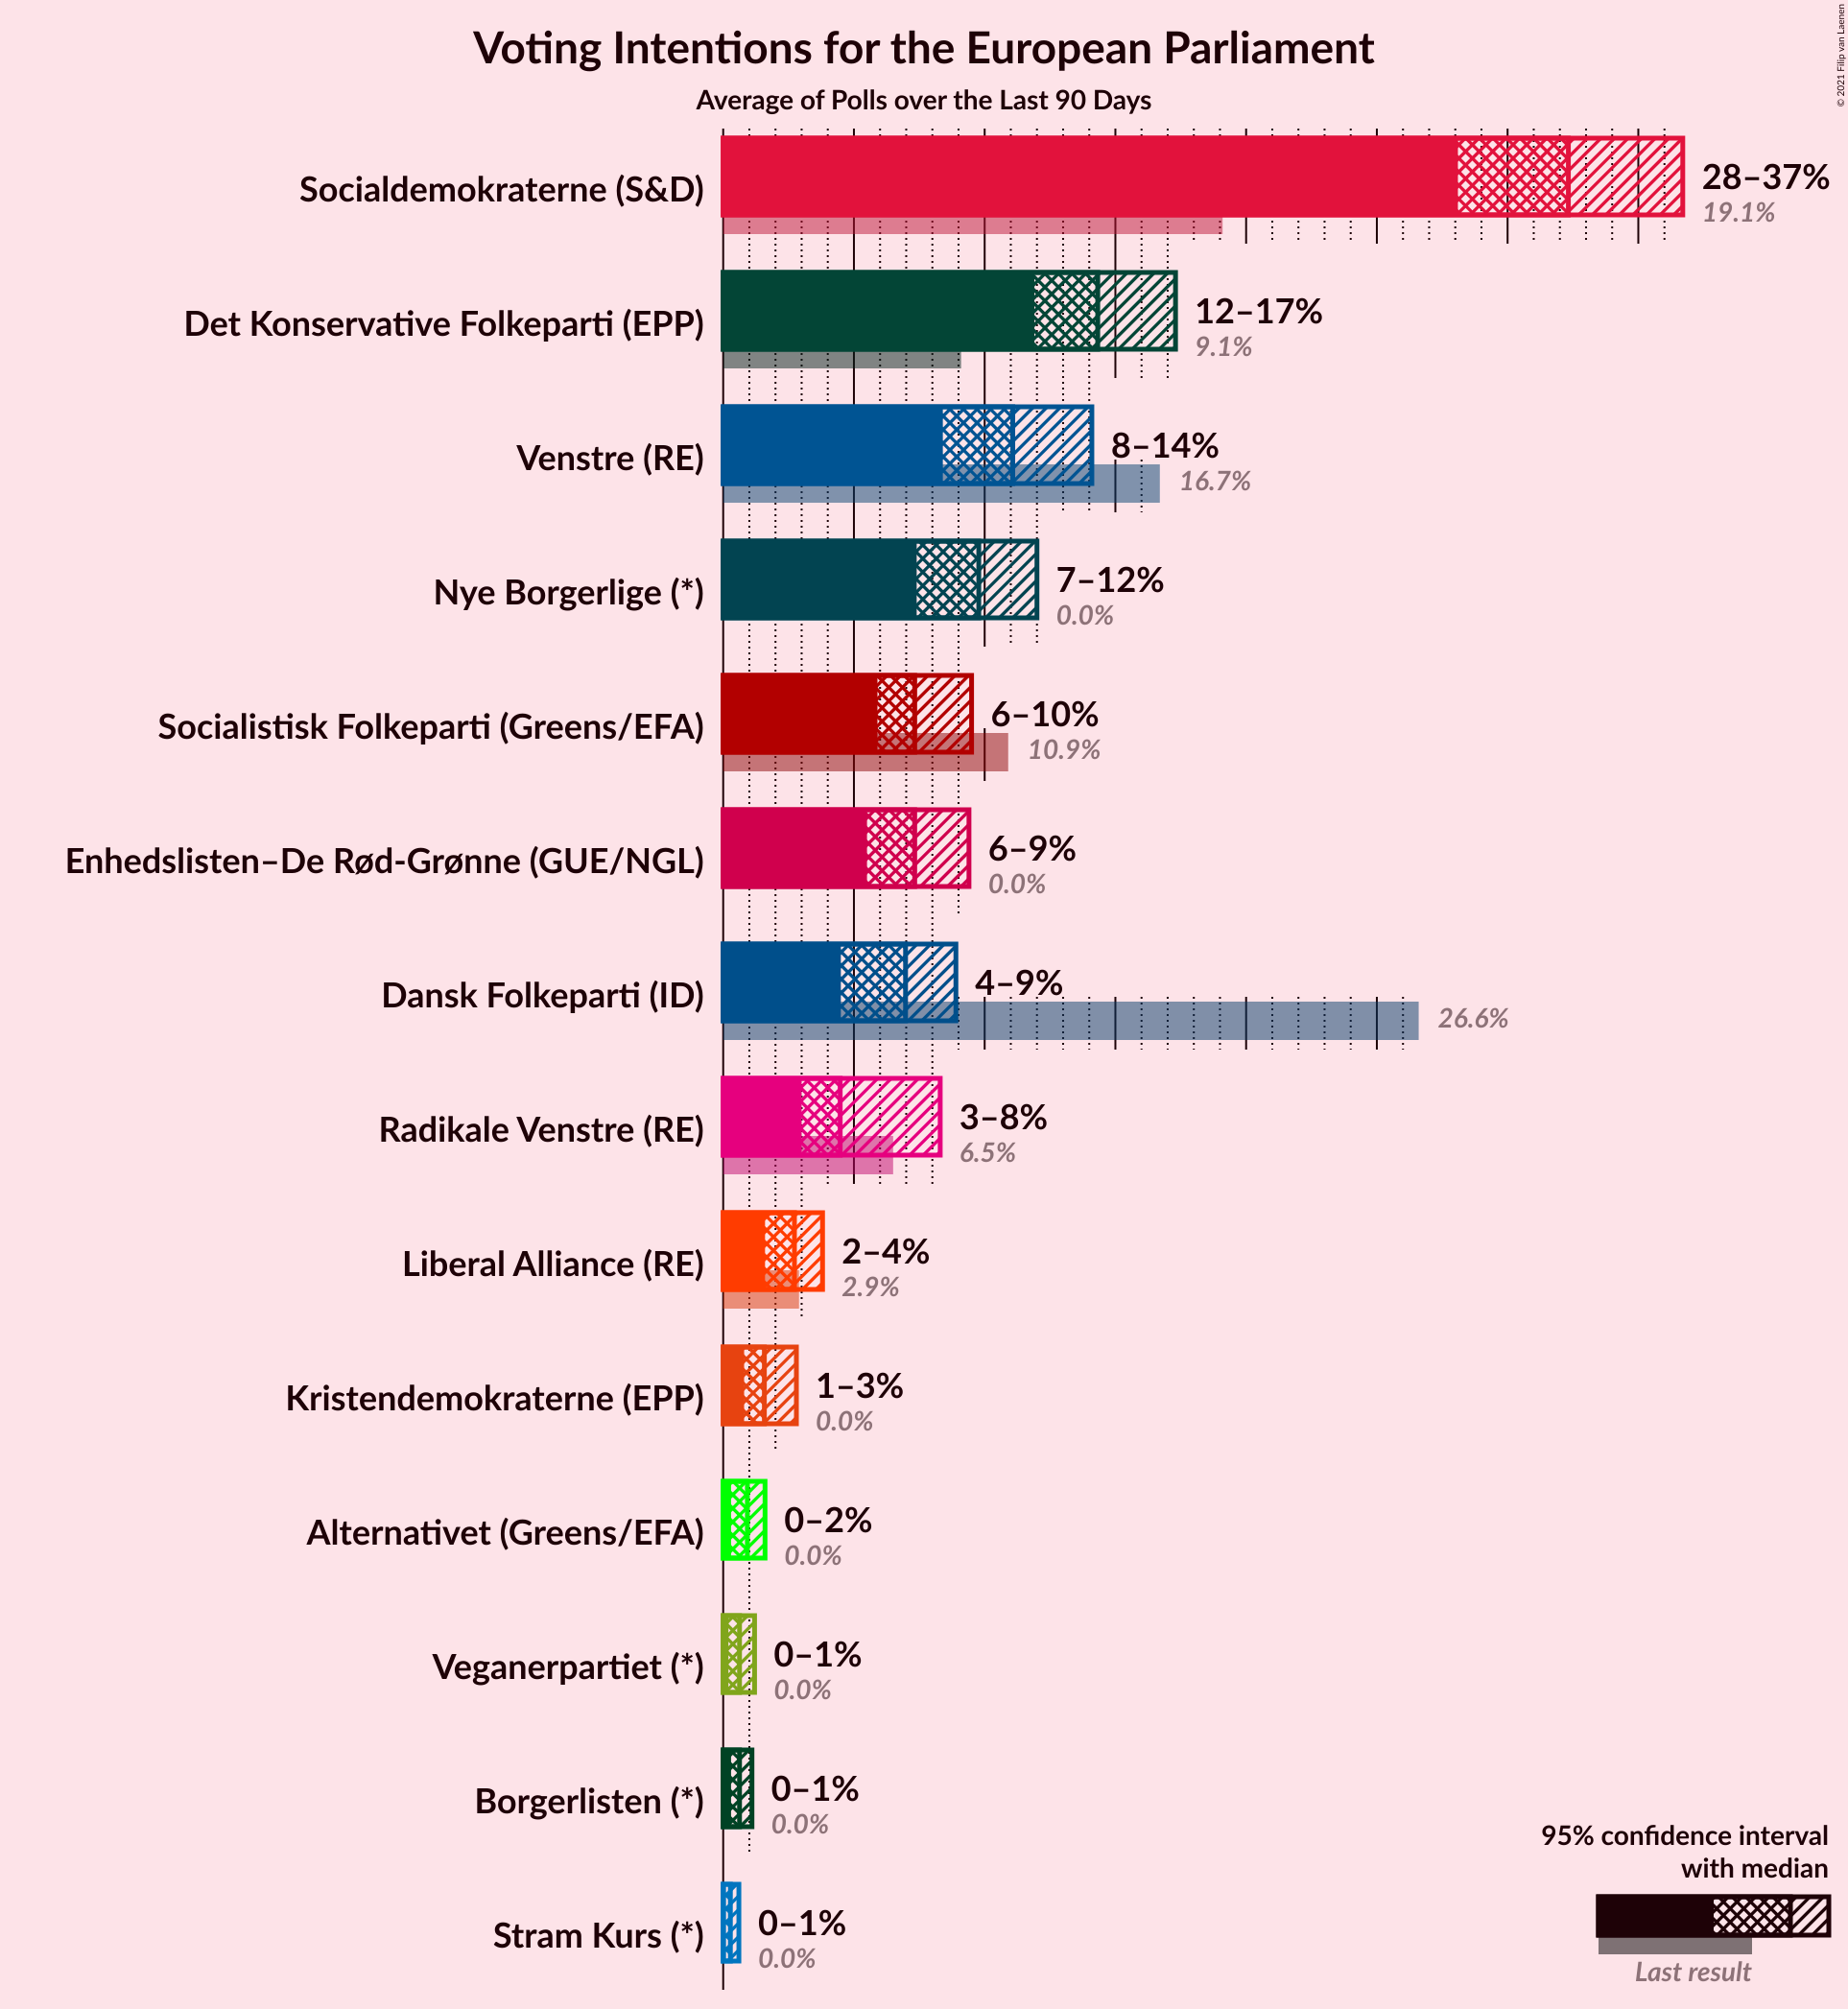 Voting Intentions for the European Parliament
Average of Polls over the Last 90 Days
© 2021 Filip van Laenen
Socialdemokraterne (S&D)
28–37%
19.1%
Det Konservative Folkeparti (EPP)
12–17%
9.1%
Venstre (RE)
8–14%
16.7%
Nye Borgerlige (*)
7–12%
0.0%
Socialistisk Folkeparti (Greens/EFA)
6–10%
10.9%
Enhedslisten–De Rød-Grønne (GUE/NGL)
6–9%
0.0%
Dansk Folkeparti (ID)
4–9%
26.6%
Radikale Venstre (RE)
3–8%
6.5%
Liberal Alliance (RE)
2–4%
2.9%
Kristendemokraterne (EPP)
1–3%
0.0%
Alternativet (Greens/EFA)
0–2%
0.0%
Veganerpartiet (*)
0–1%
0.0%
Borgerlisten (*)
0–1%
0.0%
Stram Kurs (*)
0–1%
0.0%
95% confidence interval
with median
Last result